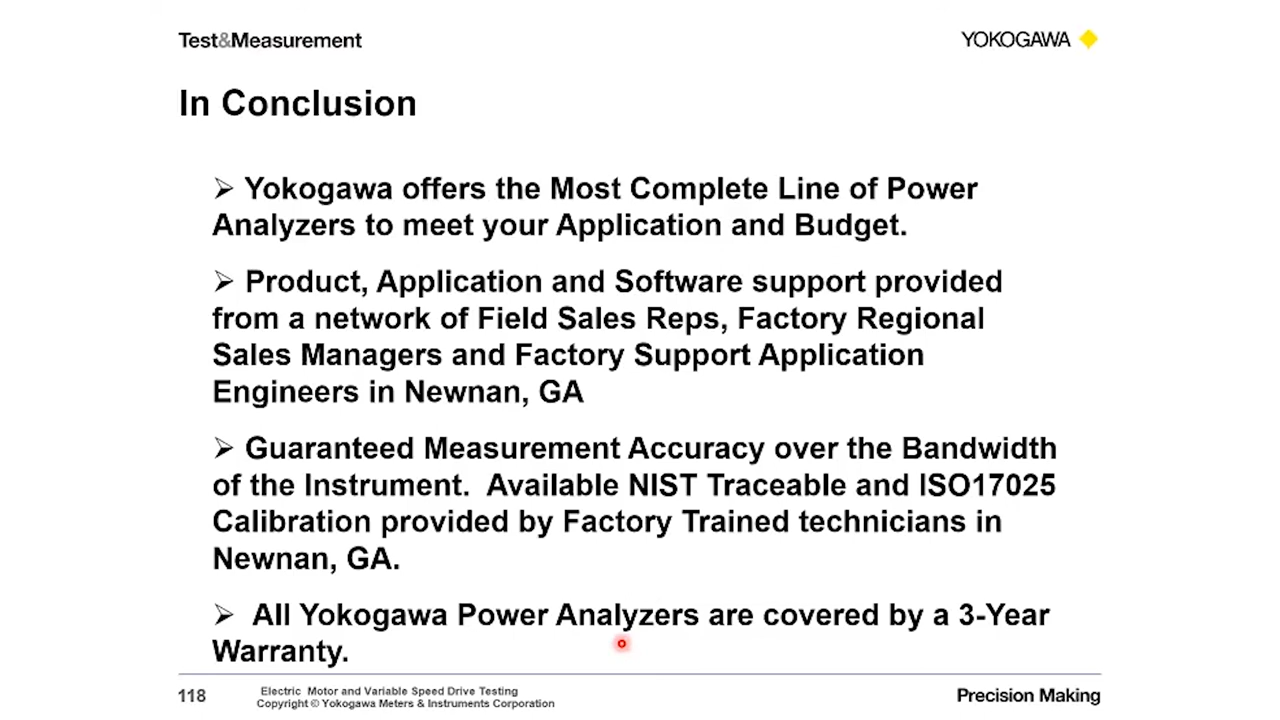 Test&Measurement
YOKOGAWA
In Conclusion
➢ Yokogawa offers the Most Complete Line of Power
Analyzers to meet your Application and Budget.
➢ Product, Application and Software support provided
from a network of Field Sales Reps, Factory Regional
Sales Managers and Factory Support Application
Engineers in Newnan, GA
➢ Guaranteed Measurement Accuracy over the Bandwidth
of the Instrument.  Available NIST Traceable and ISO17025
Calibration provided by Factory Trained technicians in
Newnan, GA.
➢ All Yokogawa Power Analyzers are covered by a 3-Year
Warranty.
118
Electric Motor and Variable Speed Drive Testing
Copyright © Yokogawa Meters & Instruments Corporation
Precision Making